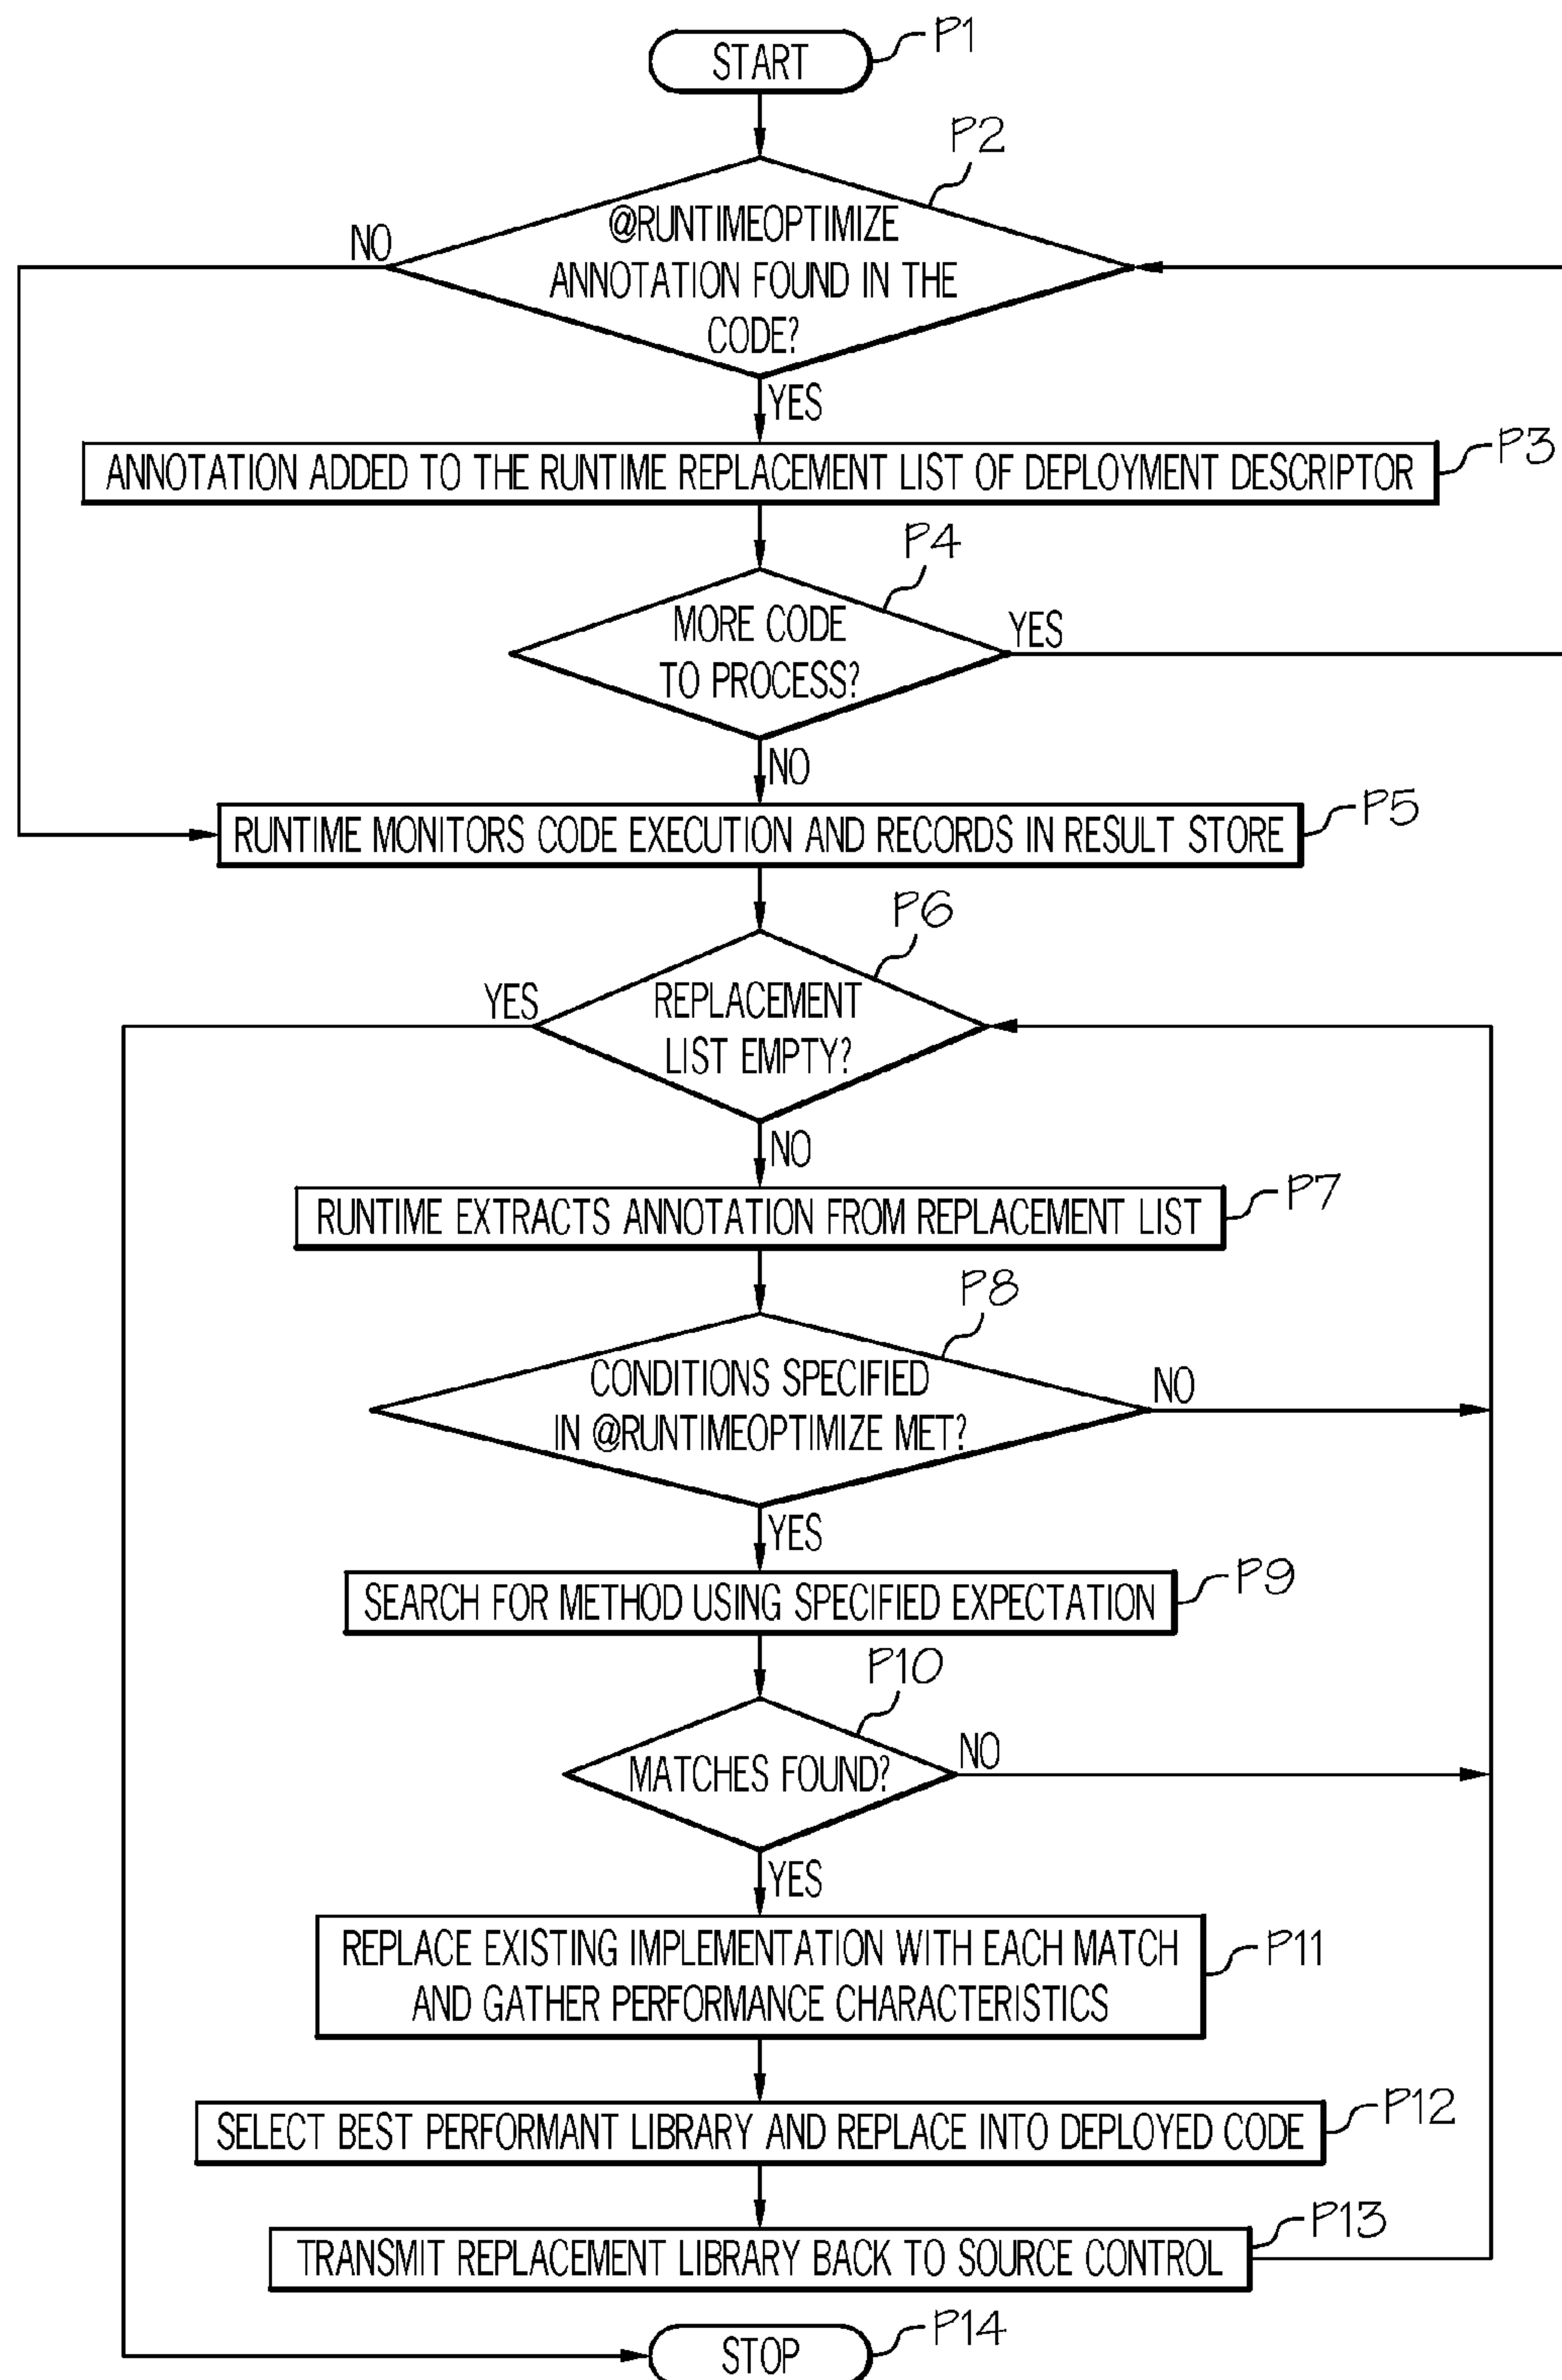 START
P1
P2
@RUNTIMEOPTIMIZE
ANNOTATION FOUND IN THE
CODE?
NO
YES
ANNOTATION ADDED TO THE RUNTIME REPLACEMENT LIST OF DEPLOYMENT DESCRIPTOR
P3
P4
MORE CODE
TO PROCESS?
YES
NO
RUNTIME MONITORS CODE EXECUTION AND RECORDS IN RESULT STORE
P5
P6
YES
REPLACEMENT
LIST EMPTY?
NO
RUNTIME EXTRACTS ANNOTATION FROM REPLACEMENT LIST
P7
P8
CONDITIONS SPECIFIED
IN @RUNTIMEOPTIMIZE MET?
NO
YES
SEARCH FOR METHOD USING SPECIFIED EXPECTATION
P9
P10
MATCHES FOUND?
NO
YES
REPLACE EXISTING IMPLEMENTATION WITH EACH MATCH
AND GATHER PERFORMANCE CHARACTERISTICS
P11
SELECT BEST PERFORMANT LIBRARY AND REPLACE INTO DEPLOYED CODE
P12
TRANSMIT REPLACEMENT LIBRARY BACK TO SOURCE CONTROL
P13
STOP
P14